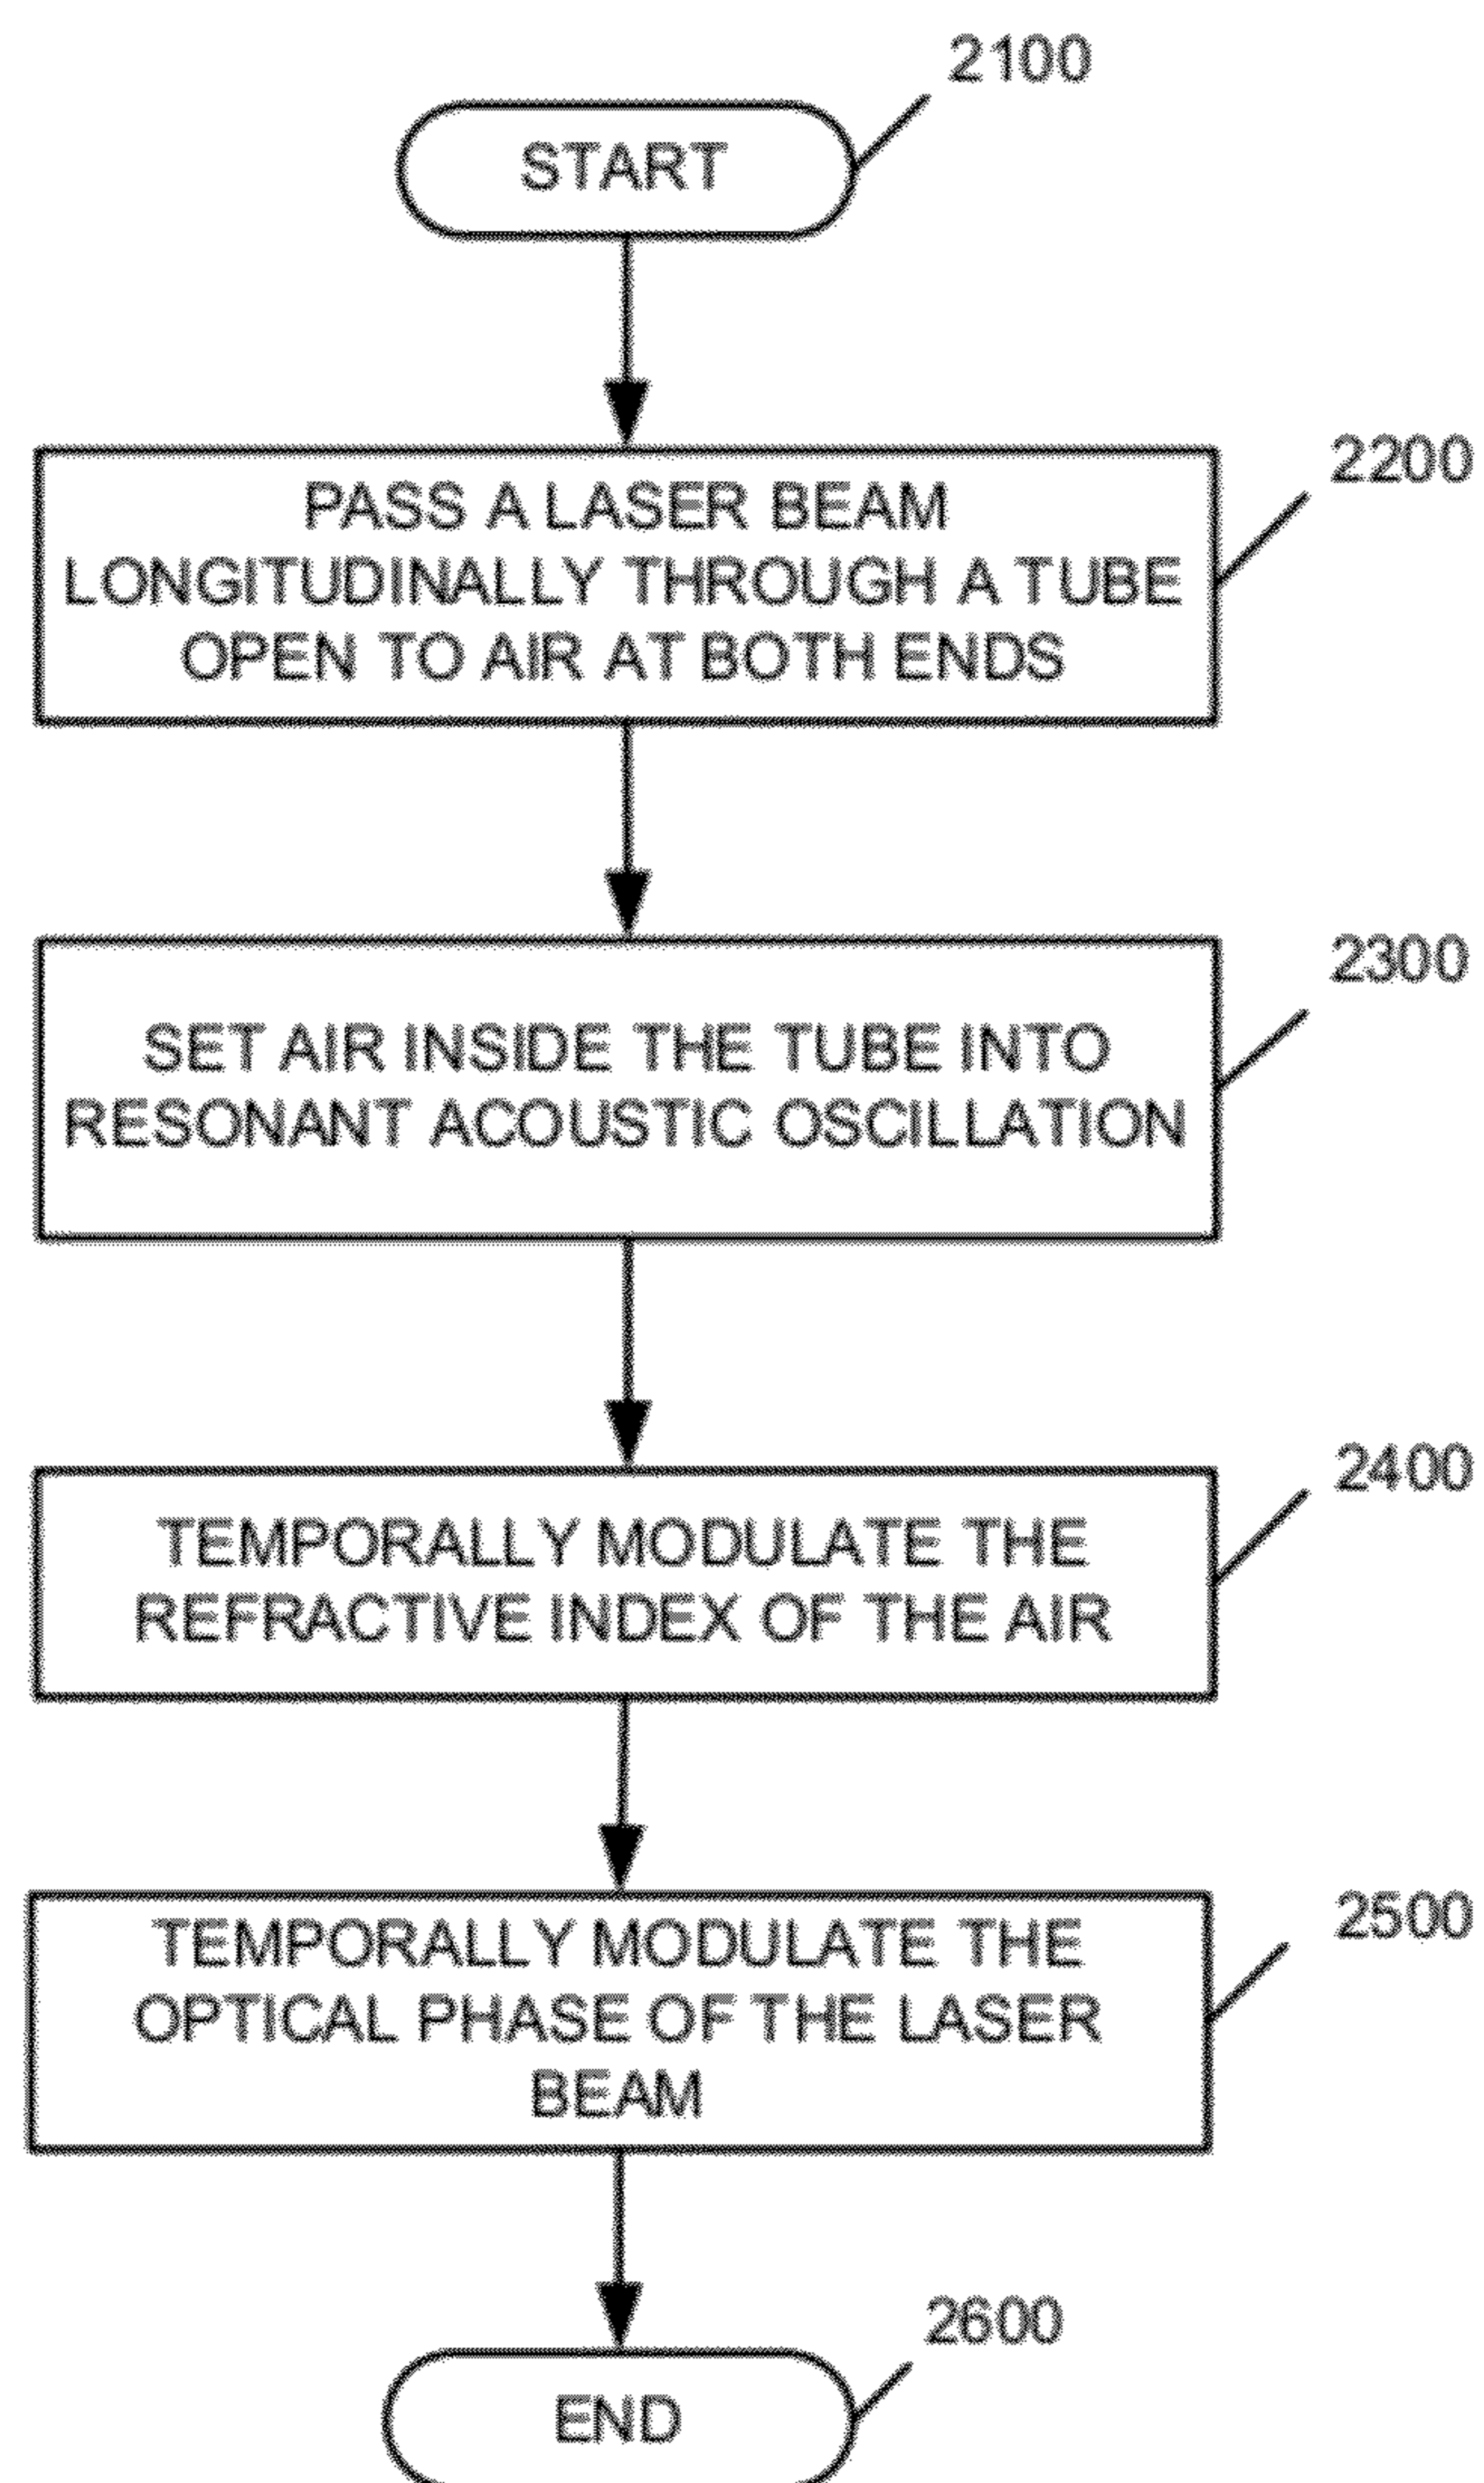 2100
START
2200
PASS A LASER BEAM
LONGITUDINALLY THROUGH A TUBE
OPEN TO AIR AT BOTH ENDS
2300
SET AIR INSIDE THE TUBE INTO
RESONANT ACOUSTIC OSCILLATION
2400
TEMPORALLY MODULATE THE
REFRACTIVE INDEX OF THE AIR
2500
TEMPORALLY MODULATE THE
OPTICAL PHASE OF THE LASER
BEAM
2600
END